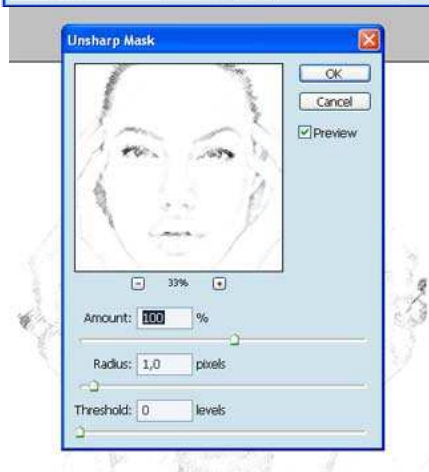 Unsharp Mask
OK
Cancel
Preview
33%
Amount: 100 %
Radius: 1,0 pixels
Threshold: 0 levels